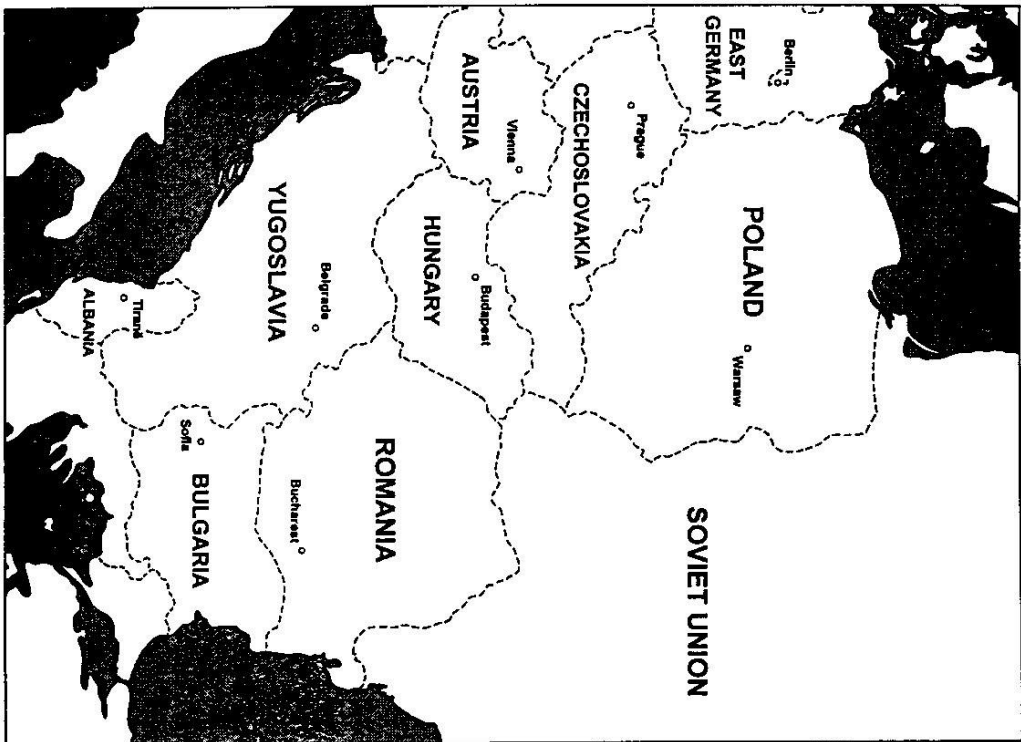 Berlin
POLAND
EAST
GERMANY
Warsaw
SOVIET UNION
Prague
CZECHOSLOVAKIA
Vienna
Budapest
AUSTRIA
HUNGARY
ROMANIA
Belgrade
Bucharest
YUGOSLAVIA
BULGARIA
Sofia
Tiranë
ALBANIA